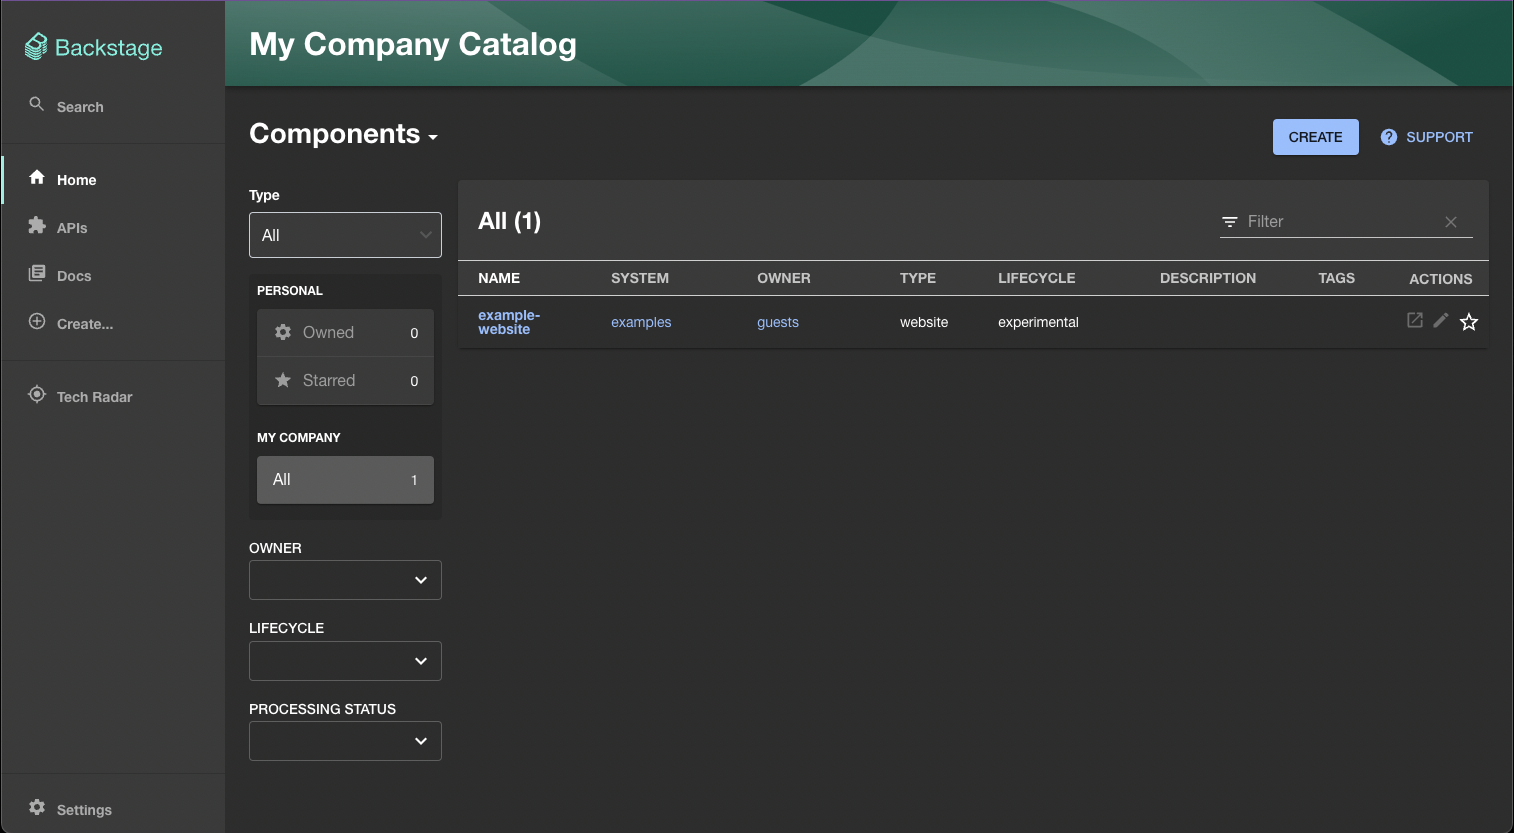 Backstage
Search
Home
APIs
Docs
Create...
Tech Radar
Settings
My Company Catalog
Components
CREATE
? SUPPORT
Type
All
PERSONAL
Owned 0
Starred 0
MY COMPANY
All 1
OWNER
LIFECYCLE
PROCESSING STATUS
All (1)
Filter
NAME SYSTEM OWNER TYPE LIFECYCLE DESCRIPTION TAGS ACTIONS
example-
website examples guests website experimental